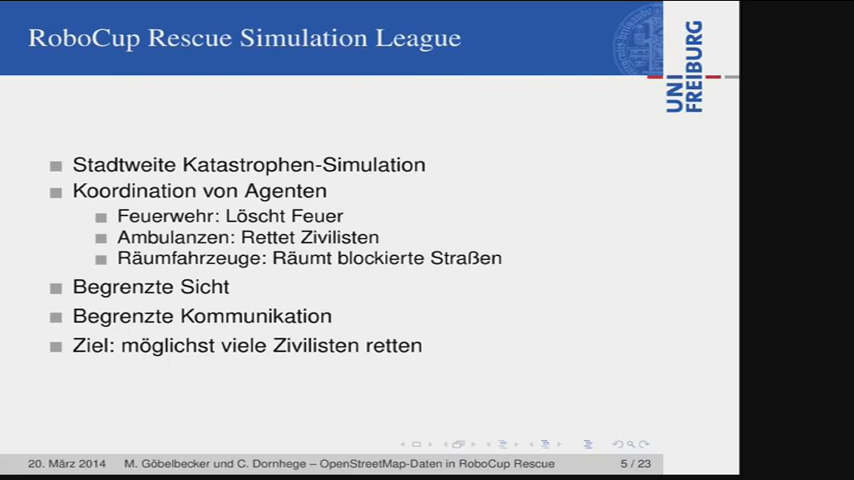 RoboCup Rescue Simulation League
UNI
FREIBURG
Stadtweite Katastrophen-Simulation
Koordination von Agenten
Feuerwehr: Löscht Feuer
Ambulanzen: Rettet Zivilisten
Räumfahrzeuge: Räumt blockierte Straßen
Begrenzte Sicht
Begrenzte Kommunikation
Ziel: möglichst viele Zivilisten retten
20. März 2014 M. Göbelbecker und C. Dornhege – OpenStreetMap-Daten in RoboCup Rescue 5 / 23